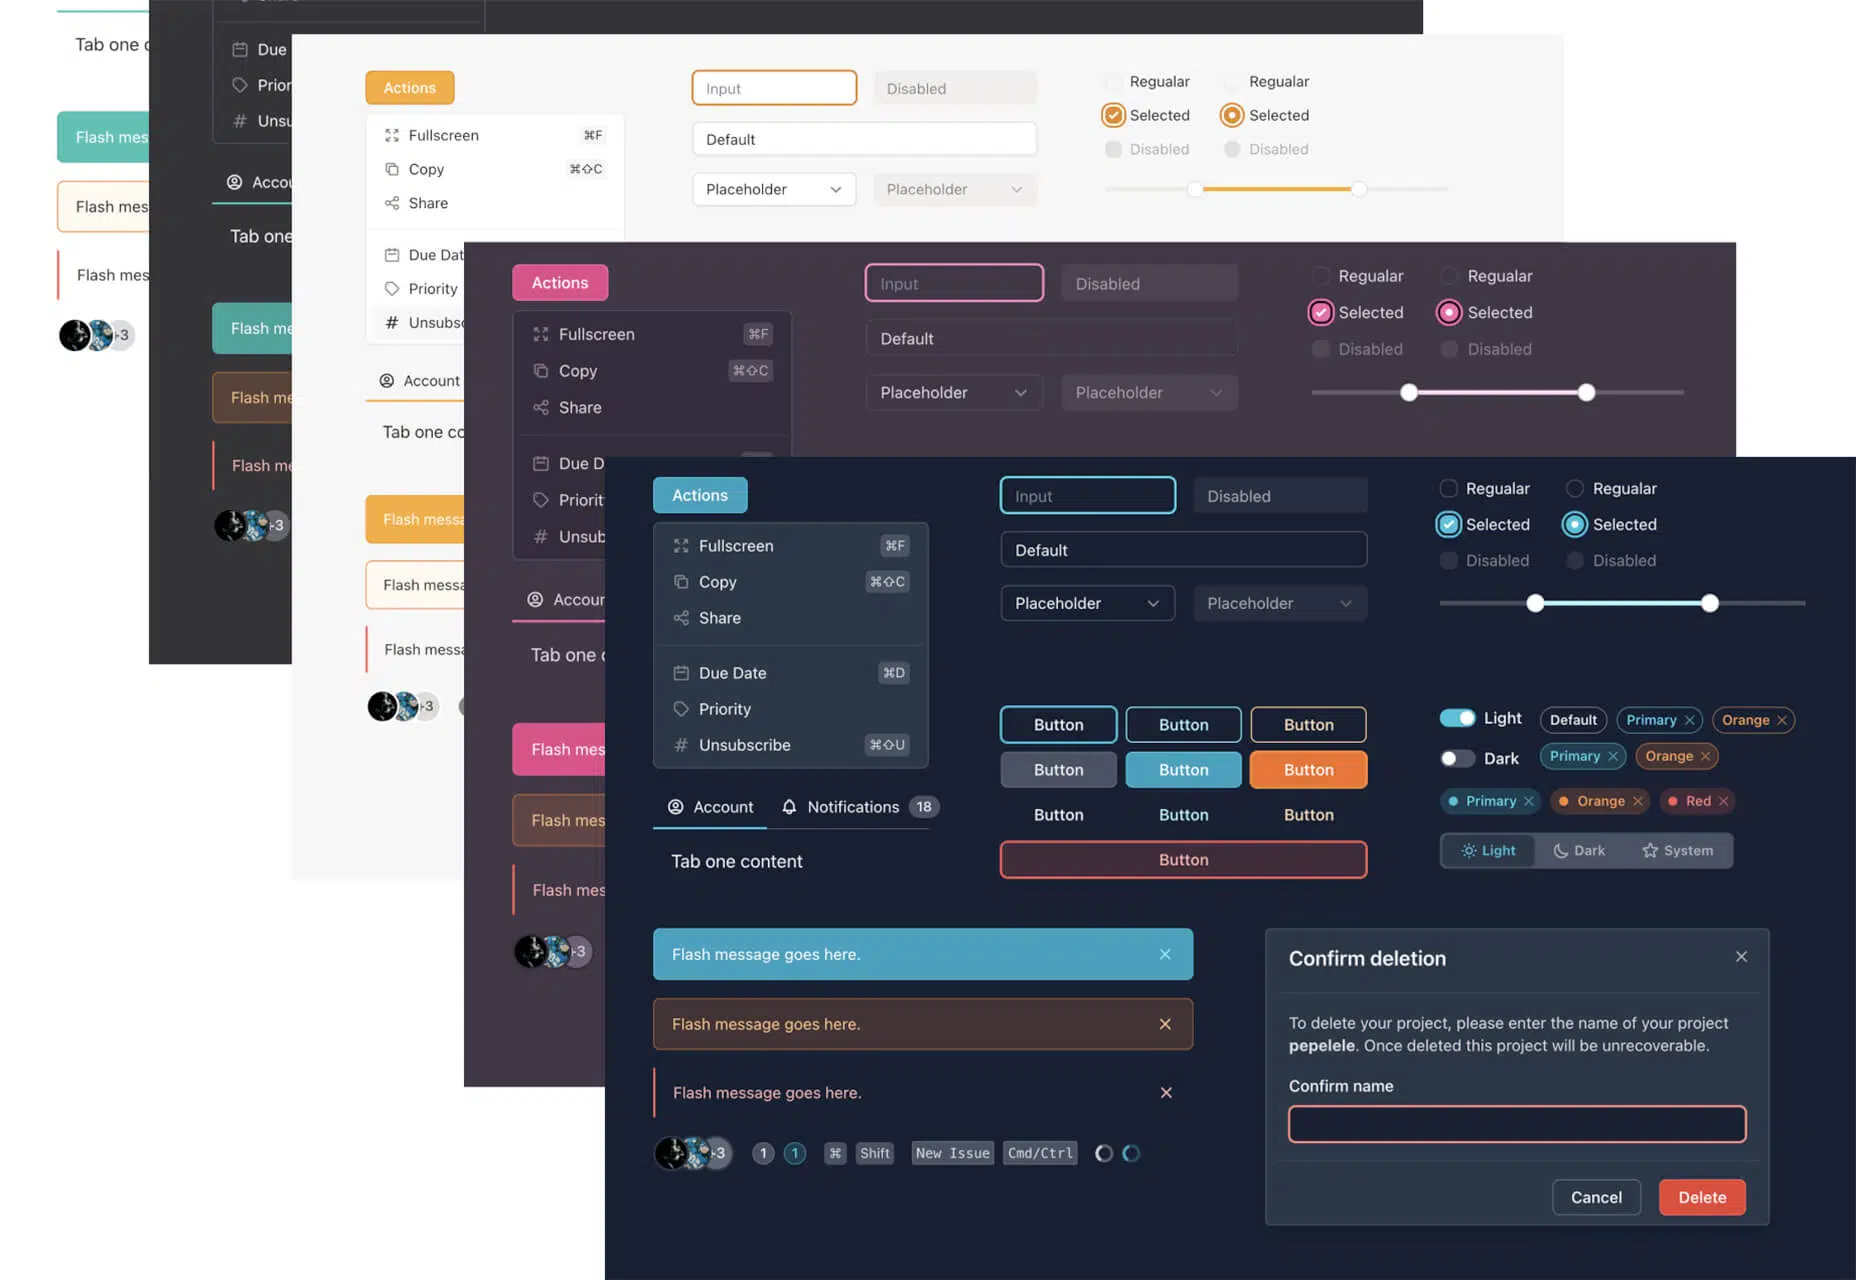 Tab one
Flash mes
Flash mes
Flash mes
+3
Due
Prior
Unsu
Accou
Tab one
Flash me
Flash me
Flash me
+3
Actions
Fullscreen ⌘F
Copy ⌘⇧C
Share
Due Dat
Priority
# Unsubsc
Account
Tab one co
Flash messa
Flash messa
Flash messa
+3
Input Disabled
Default
Placeholder Placeholder
Regualar Regualar
Selected Selected
Disabled Disabled
Actions
Fullscreen ⌘F
Copy ⌘⇧C
Share
Due D
Priorit
# Unsub
Accour
Tab one
Flash mes
Flash mes
Flash mes
+3
Input Disabled
Default
Placeholder Placeholder
Regualar Regualar
Selected Selected
Disabled Disabled
Actions
Fullscreen ⌘F
Copy ⌘⇧C
Share
Due Date ⌘D
Priority
# Unsubscribe ⌘⇧U
Account Notifications 18
Tab one content
Input Disabled
Default
Placeholder Placeholder
Regualar Regualar
Selected Selected
Disabled Disabled
Button Button Button
Button Button Button
Button Button Button
Button
Light Default Primary Orange
Dark Primary Orange
Primary Orange Red
Light Dark System
Flash message goes here.
Flash message goes here.
Flash message goes here.
+3 1 1 ⌘ Shift New Issue Cmd/Ctrl
Confirm deletion
To delete your project, please enter the name of your project
pepelele. Once deleted this project will be unrecoverable.
Confirm name
Cancel Delete